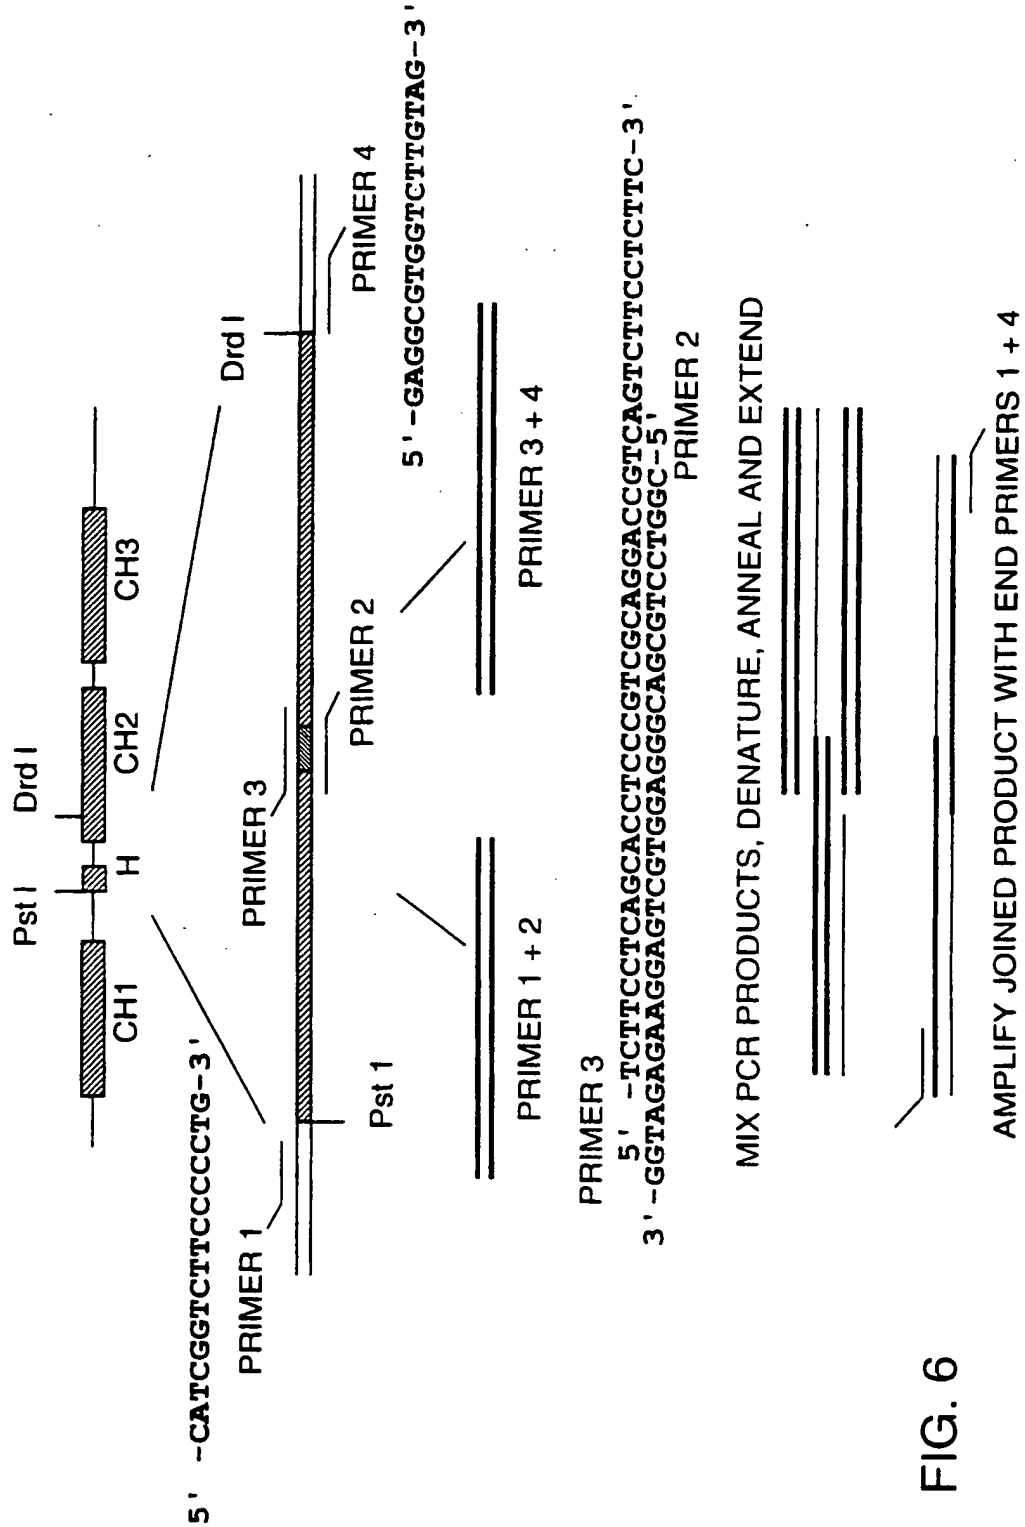 Pst I
Drd I
CH1
H
CH2
CH3
5' -CATCGGTCTTCCCCCTG-3'
Drd I
PRIMER 1
PRIMER 3
PRIMER 2
PRIMER 4
Pst 1
5'-GAGGCGTGGTCTTGTAG-3'
PRIMER 1 + 2
PRIMER 3 + 4
PRIMER 3
5' -TCTTCCTCAGCACCTCCCGTCGCAGGACCGTCAGTCTTCCTCTTC-3'
3'-GGTAGAGAAGGAGTCGTGGAGGGCAGCGTCCTGGC-5'
PRIMER 2
MIX PCR PRODUCTS, DENATURE, ANNEAL AND EXTEND
AMPLIFY JOINED PRODUCT WITH END PRIMERS 1 + 4
FIG. 6